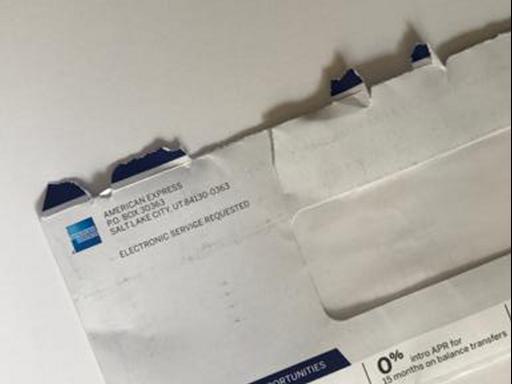 AMERICAN EXPRESS
P.O. BOX 30363
SALT LAKE CITY, UT 84130-0363
ELECTRONIC SERVICE REQUESTED
0% intro APR for
15 months on balance transfers